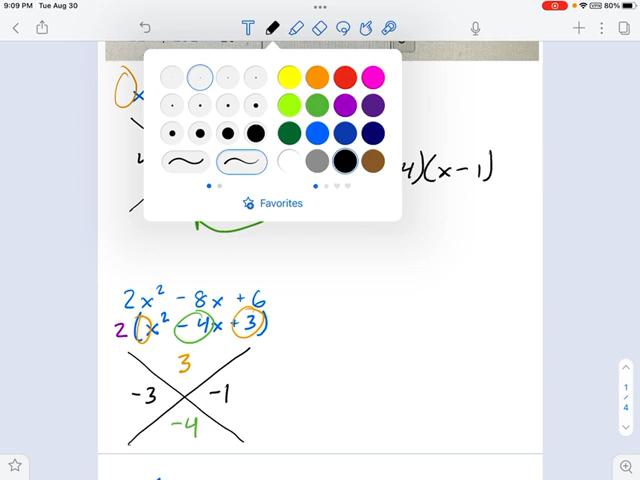 9:09 PM Tue Aug 30
80%
T
x
4)(x-1)
Favorites
2x² - 8x + 6
2(x² - 4x + 3)
3
-3 -1
-4
1
/
4